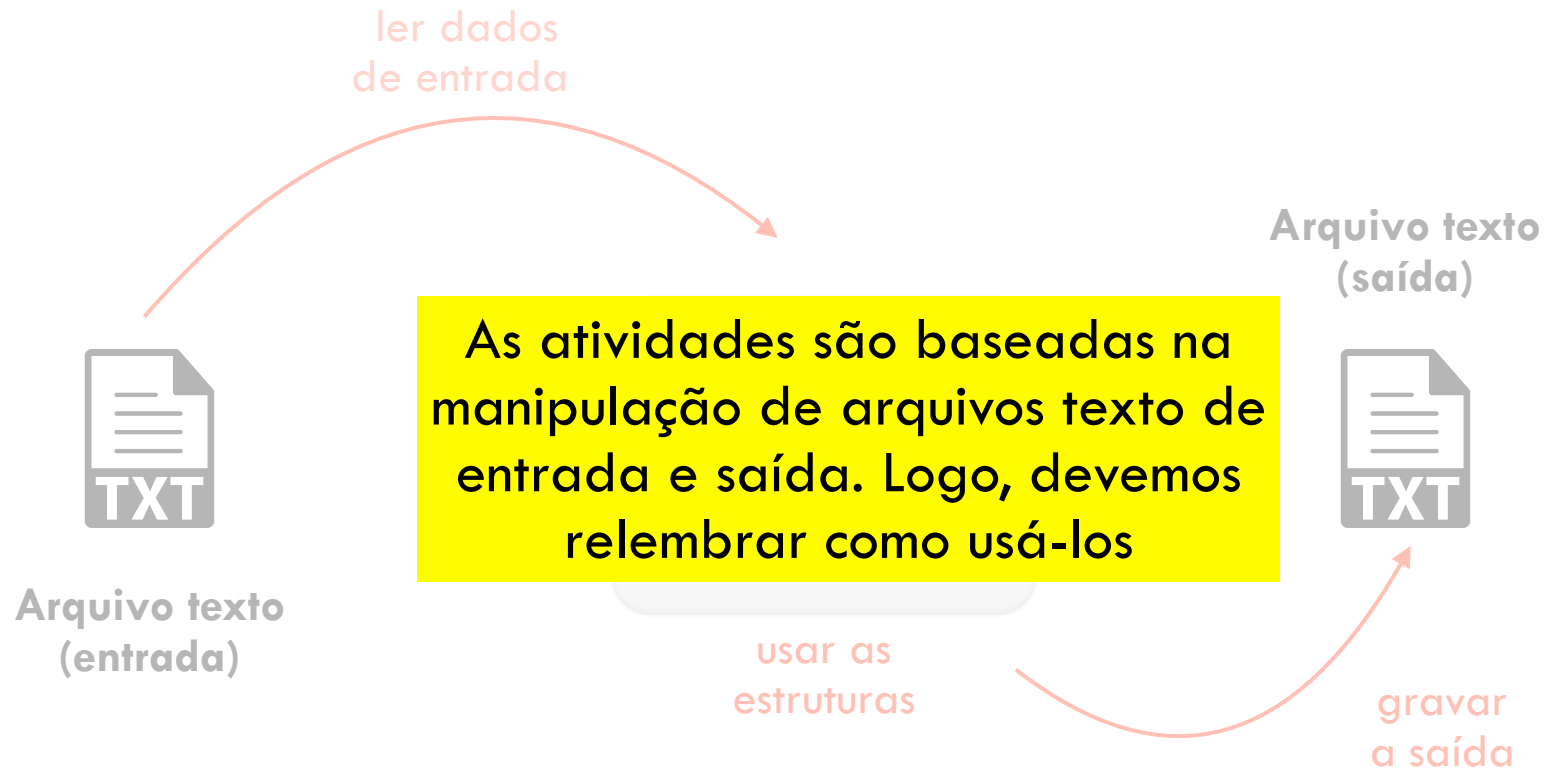 ler dados
de entrada
Arquivo texto
(saída)
As atividades são baseadas na
manipulação de arquivos texto de
entrada e saída. Logo, devemos
relembrar como usá-los
TXT
TXT
Arquivo texto
(entrada)
usar as
estruturas
gravar
a saída